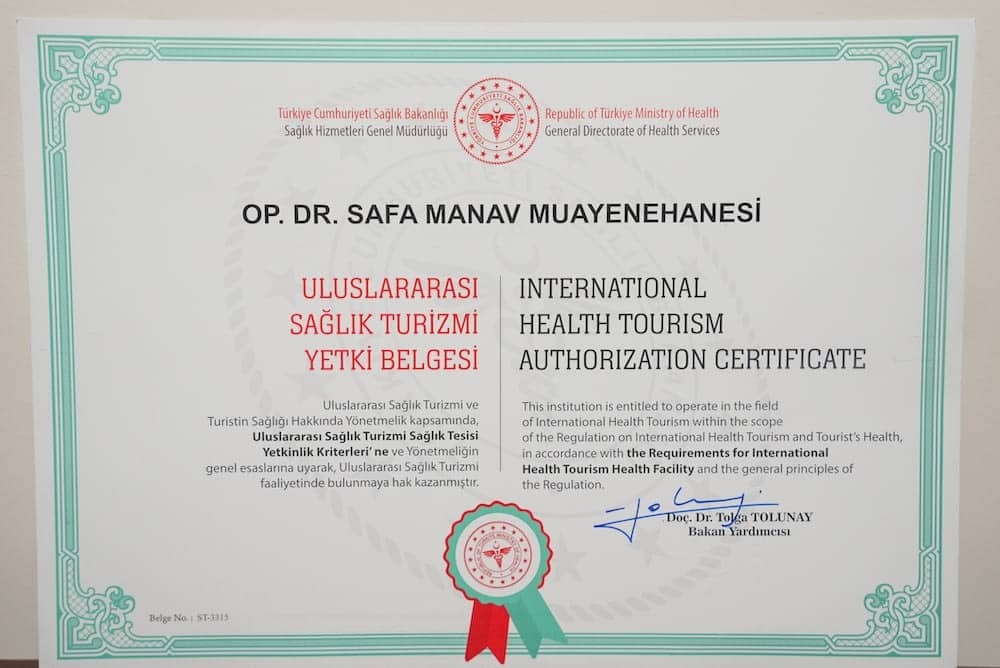 Türkiye Cumhuriyeti Sağlık Bakanlığı
Sağlık Hizmetleri Genel Müdürlüğü
Republic of Türkiye Ministry of Health
General Directorate of Health Services
OP. DR. SAFA MANAV MUAYENEHANESİ
ULUSLARARASI
SAĞLIK TURİZMİ
YETKİ BELGESİ
Uluslararası Sağlık Turizmi ve
Turistin Sağlığı Hakkında Yönetmelik kapsamında,
Uluslararası Sağlık Turizmi Sağlık Tesisi
Yetkinlik Kriterleri' ne ve Yönetmeliğin
genel esaslarına uyarak, Uluslararası Sağlık Turizmi
faaliyetinde bulunmaya hak kazanmıştır.
INTERNATIONAL
HEALTH TOURISM
AUTHORIZATION CERTIFICATE
This institution is entitled to operate in the field
of International Health Tourism within the scope
of the Regulation on International Health Tourism and Tourist's Health,
in accordance with the Requirements for International
Health Tourism Health Facility and the general principles of
the Regulation.
Doç. Dr. Tolga TOLUNAY
Bakan Yardımcısı
Belge No. : ST-3315